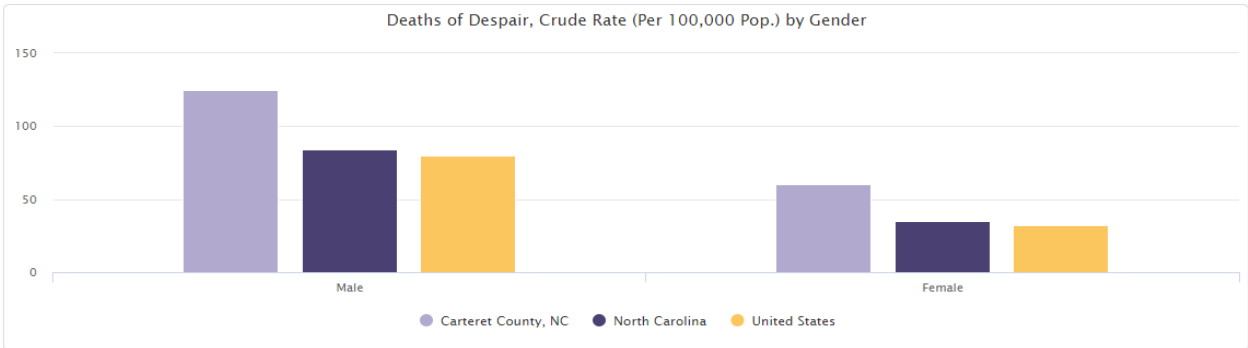 Deaths of Despair, Crude Rate (Per 100,000 Pop.) by Gender
150
100
50
0
Male Female
Carteret County, NC North Carolina United States